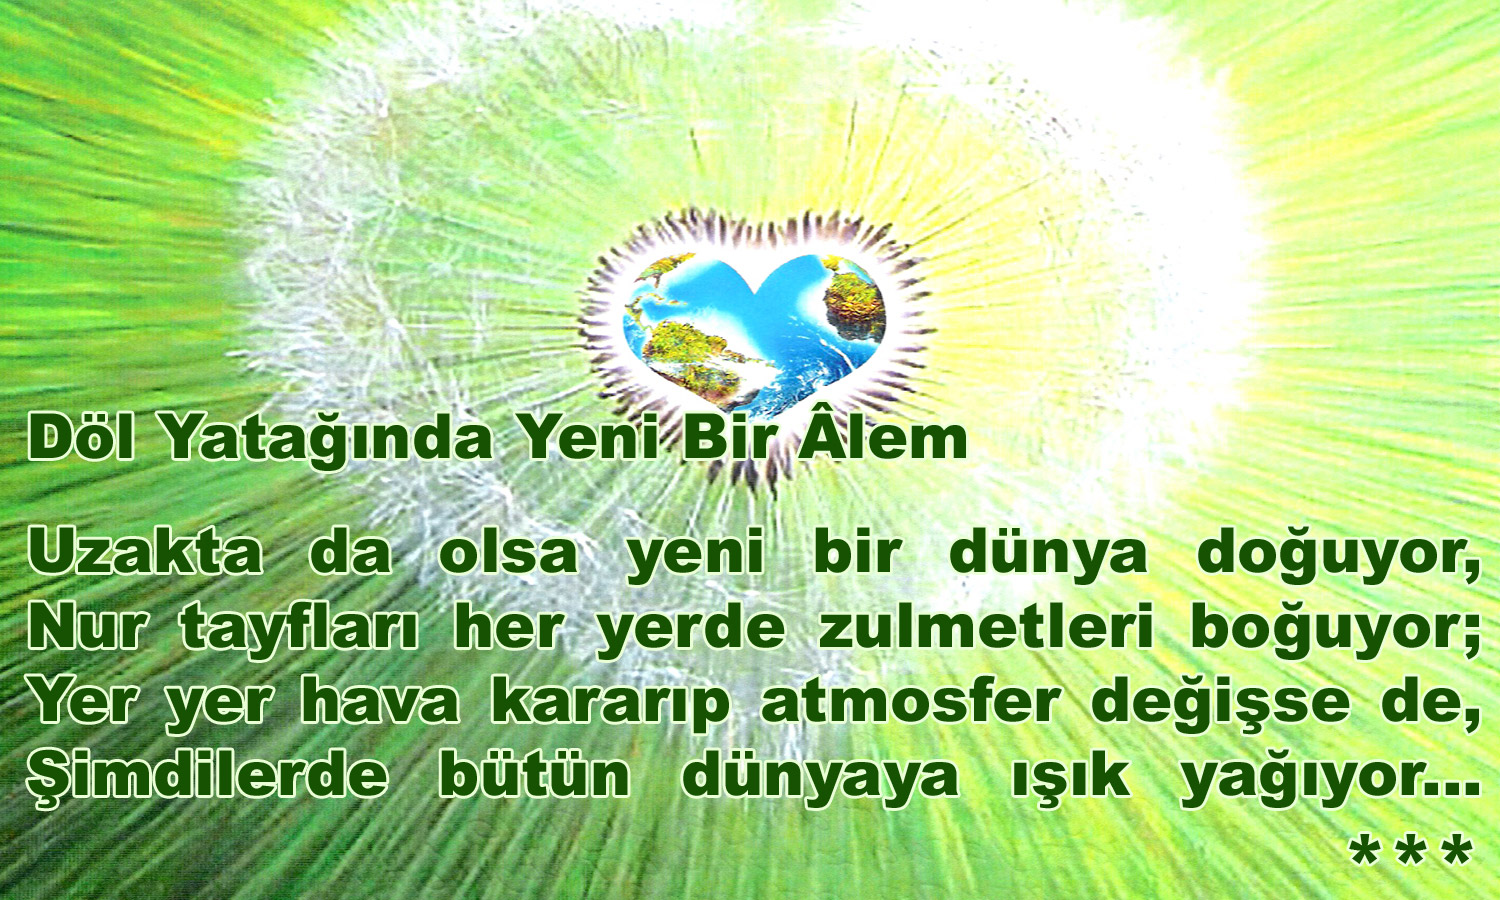 Döl Yatağında Yeni Bir Âlem
Uzakta da olsa yeni bir dünya doğuyor,
Nur tayfları her yerde zulmetleri boğuyor;
Yer yer hava kararıp atmosfer değişse de,
Şimdilerde bütün dünyaya ışık yağıyor...
***